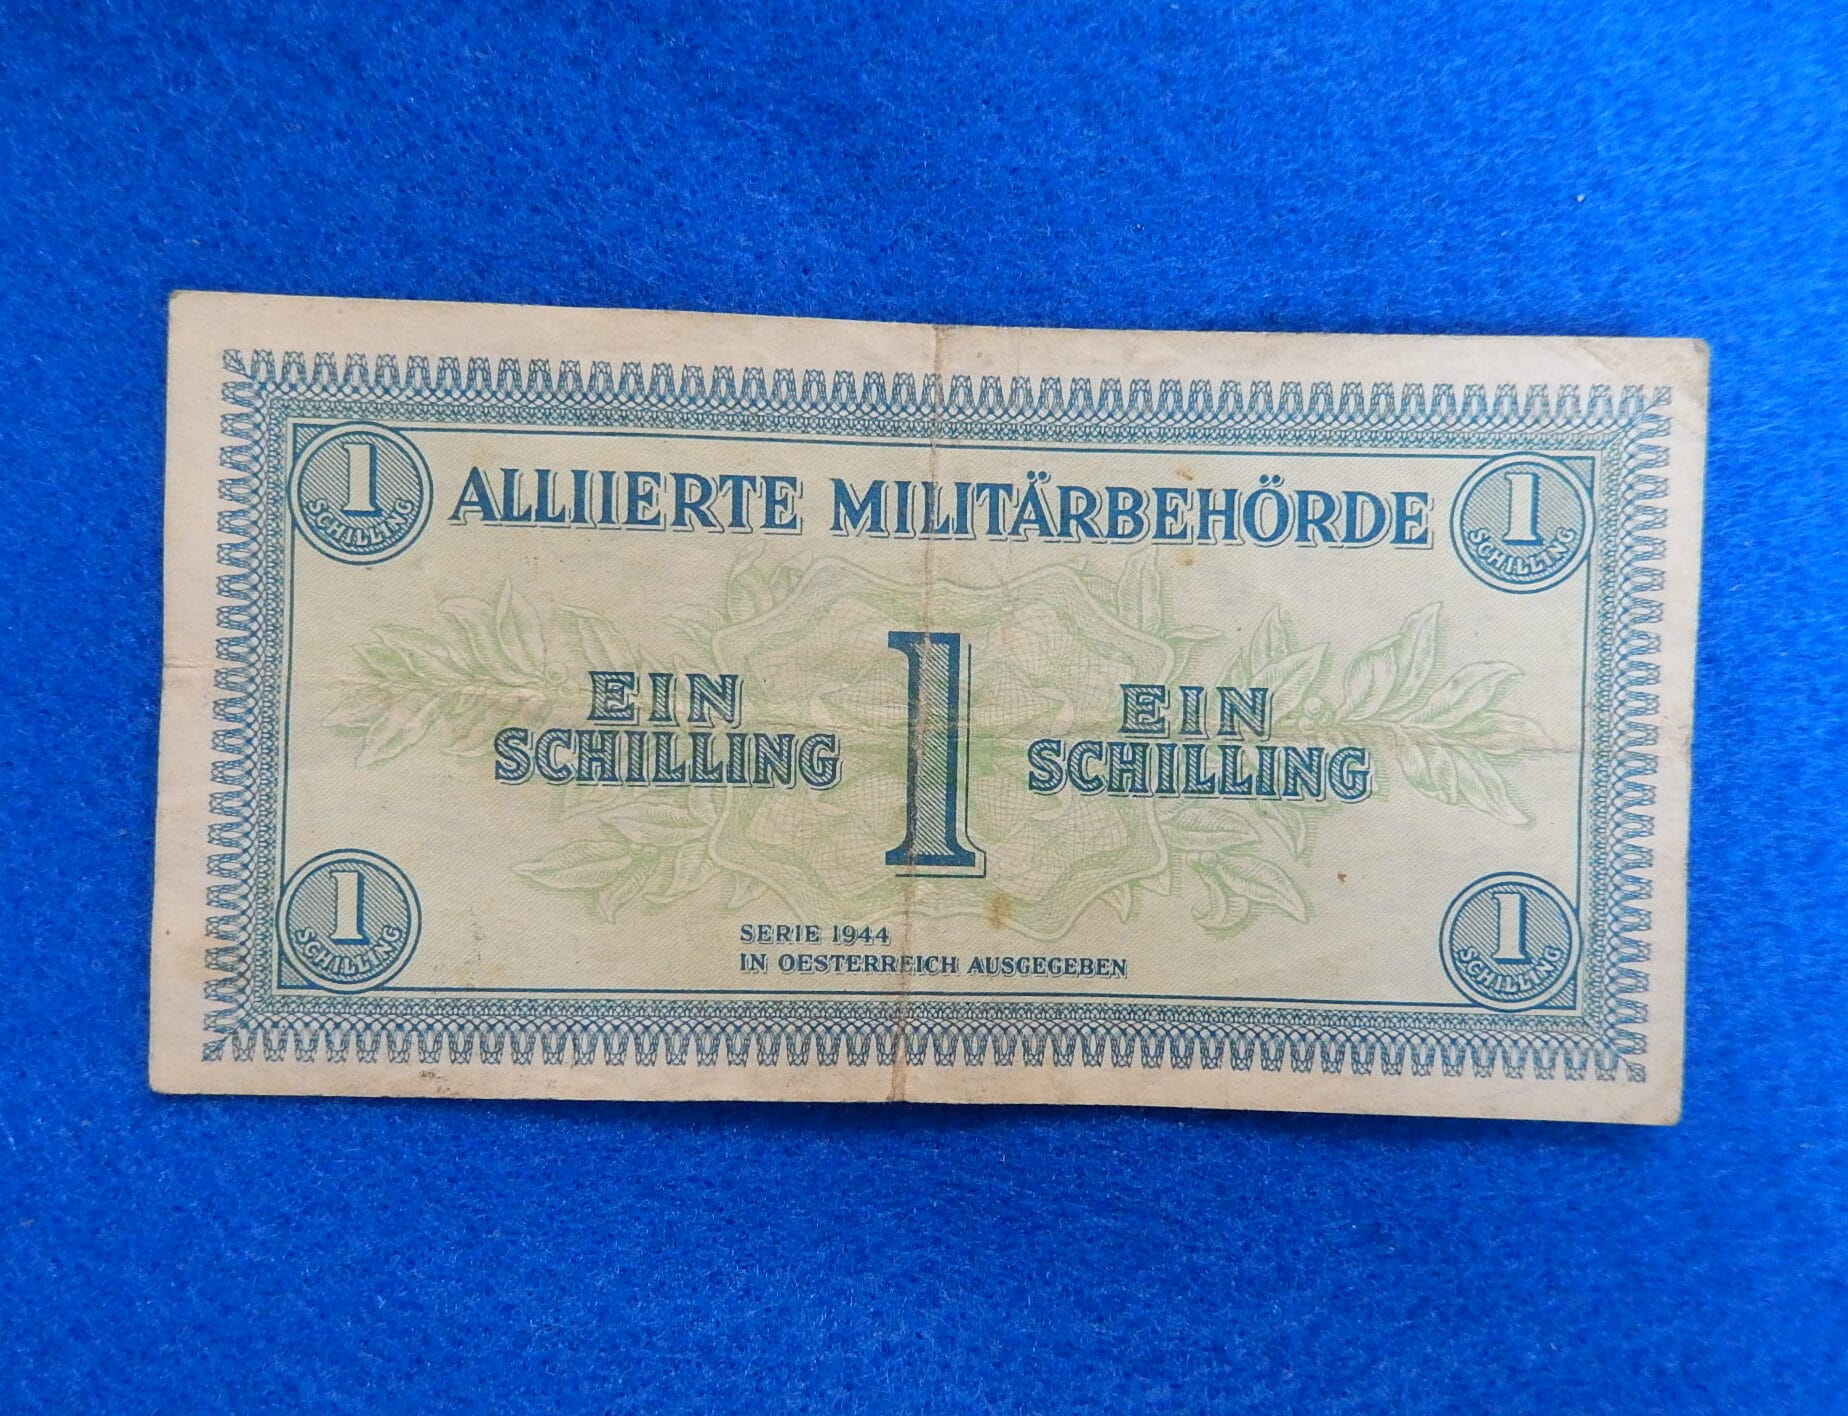 1 SCHILLING
ALLIIERTE MILITÄRBEHÖRDE
1 SCHILLING
EIN
SCHILLING
1
EIN
SCHILLING
1 SCHILLING
SERIE 1944
IN OESTERREICH AUSGEGEBEN
1 SCHILLING